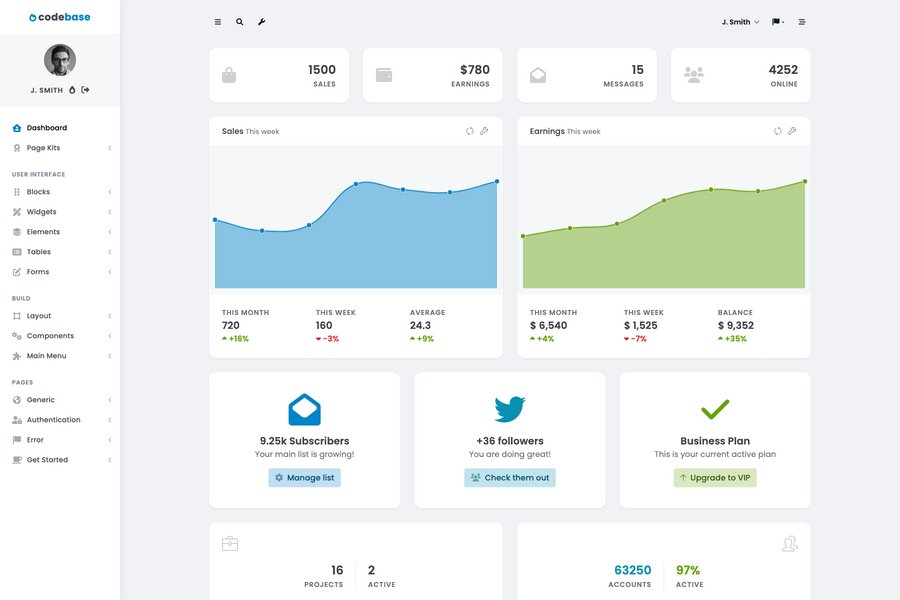 codebase
J. Smith
J. SMITH
1500
SALES
$780
EARNINGS
15
MESSAGES
4252
ONLINE
Dashboard
Page Kits
USER INTERFACE
Blocks
Widgets
Elements
Tables
Forms
BUILD
Layout
Components
Main Menu
PAGES
Generic
Authentication
Error
Get Started
Sales This week
Earnings This week
THIS MONTH THIS WEEK AVERAGE
720 160 24.3
+16% -3% +9%
THIS MONTH THIS WEEK BALANCE
$ 6,540 $ 1,525 $ 9,352
+4% -7% +35%
9.25k Subscribers
Your main list is growing!
Manage list
+36 followers
You are doing great!
Check them out
Business Plan
This is your current active plan
Upgrade to VIP
16 2
PROJECTS ACTIVE
63250 97%
ACCOUNTS ACTIVE